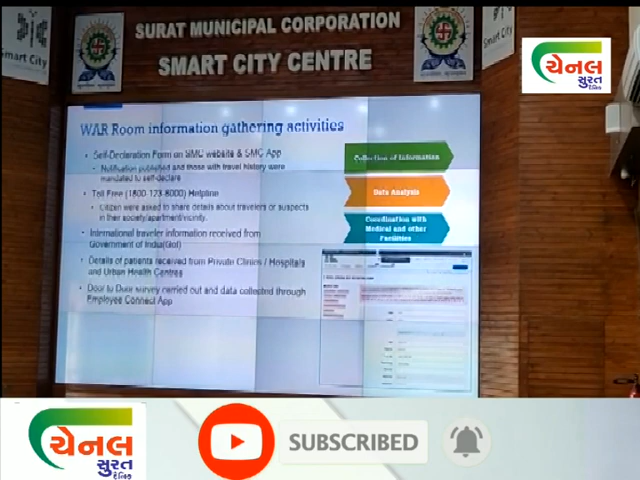 SURAT MUNICIPAL CORPORATION
SMART CITY CENTRE
Smart City
Smart City
ચેનલ
સુરત
દૈનિક
WAR Room information gathering activities
• Self-Declaration Form on SMC website & SMC App
• Notification published and those with travel history were
mandated to self-declare
• Toll Free (1800-123-8000) Helpline
• Citizen were asked to share details about travelers or suspects
in their society/apartment/vicinity.
• International traveler information received from
Government of India(GoI)
• Details of patients received from Private Clinics / Hospitals
and Urban Health Centres
• Door to Door survey carried out and data collected through
Employee Connect App
Collection of Information
Data Analysis
Coordination with
Medical and other
Facilities
ચેનલ
સુરત
દૈનિક
SUBSCRIBED